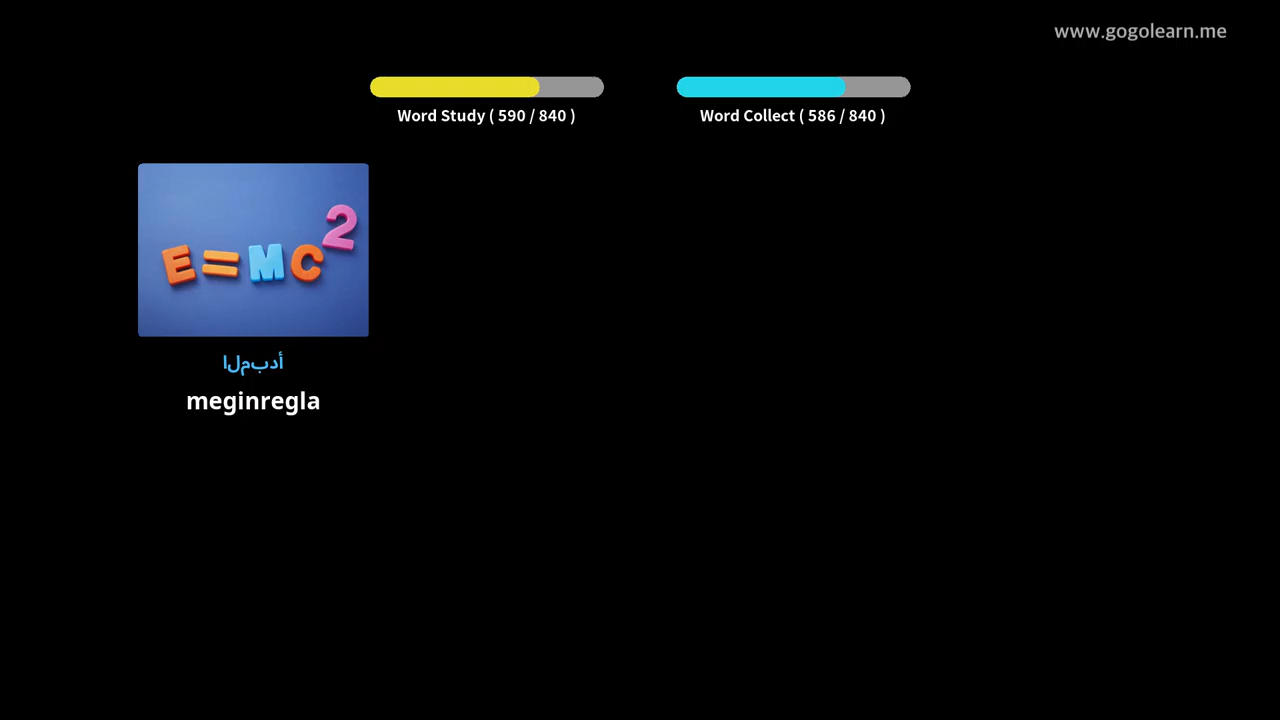 www.gogolearn.me
Word Study ( 590 / 840 )
Word Collect ( 586 / 840 )
E=MC2
المبدأ
meginregla